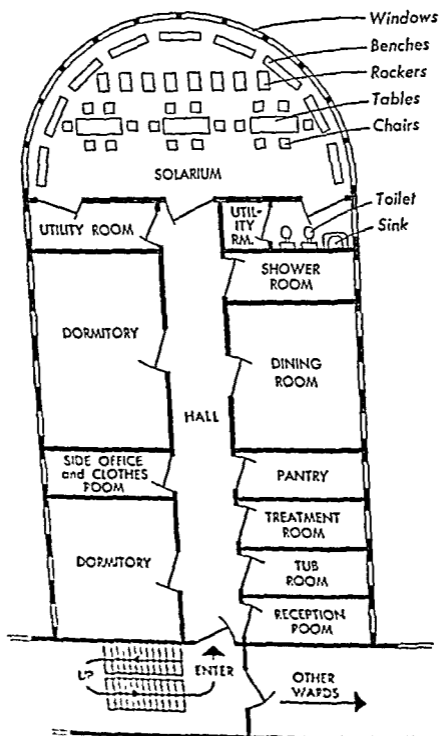 Windows
Benches
Rockers
Tables
Chairs
SOLARIUM
Toilet
Sink
UTILITY ROOM
UTIL-
ITY
RM.
SHOWER
ROOM
DORMITORY
DINING
ROOM
HALL
SIDE OFFICE
and CLOTHES
ROOM
PANTRY
TREATMENT
ROOM
DORMITORY
TUB
ROOM
RECEPTION
ROOM
UP
ENTER
OTHER
WARDS